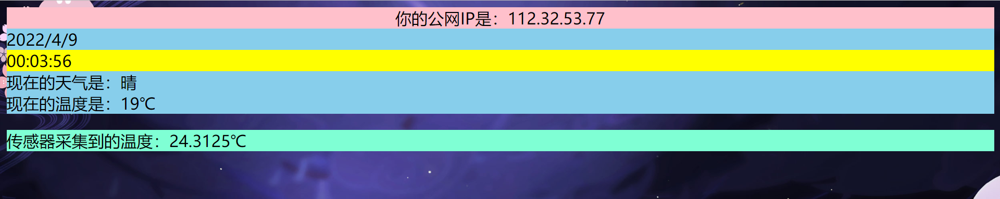 你的公网IP是：112.32.53.77
2022/4/9
00:03:56
现在的天气是：晴
现在的温度是：19℃
传感器采集到的温度：24.3125℃